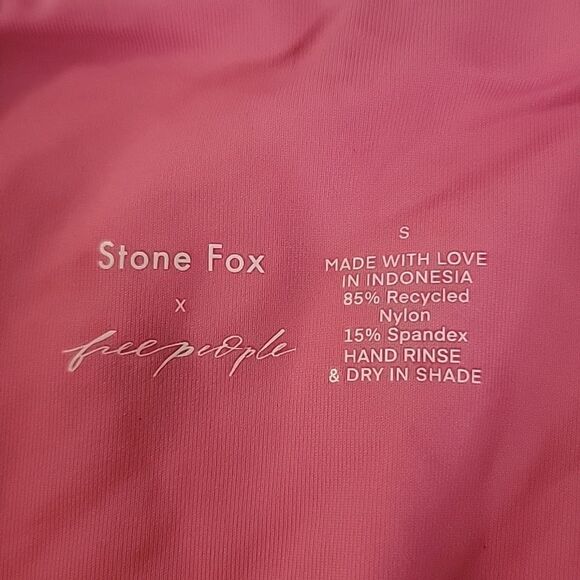 Stone Fox
x
free people
S
MADE WITH LOVE
IN INDONESIA
85% Recycled
Nylon
15% Spandex
HAND RINSE
& DRY IN SHADE